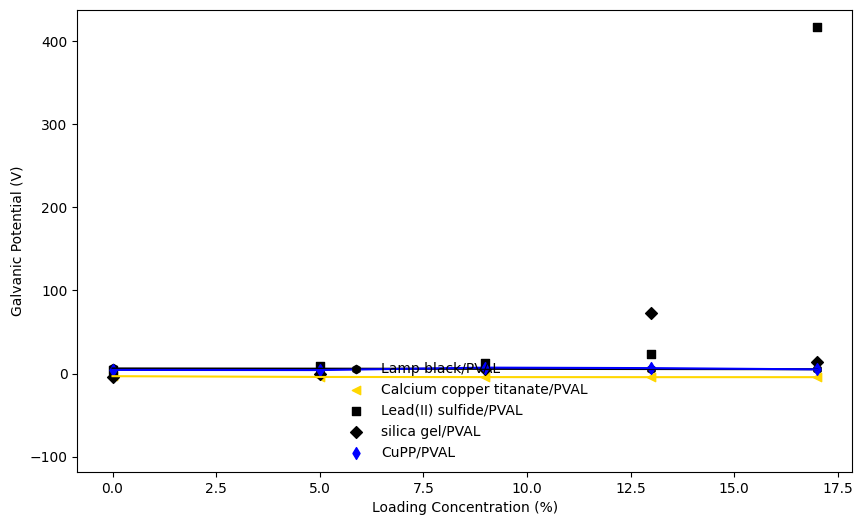 400
300
200
100
0
−100
Galvanic Potential (V)
Lamp black/PVAL
Calcium copper titanate/PVAL
Lead(II) sulfide/PVAL
silica gel/PVAL
CuPP/PVAL
0.0 2.5 5.0 7.5 10.0 12.5 15.0 17.5
Loading Concentration (%)